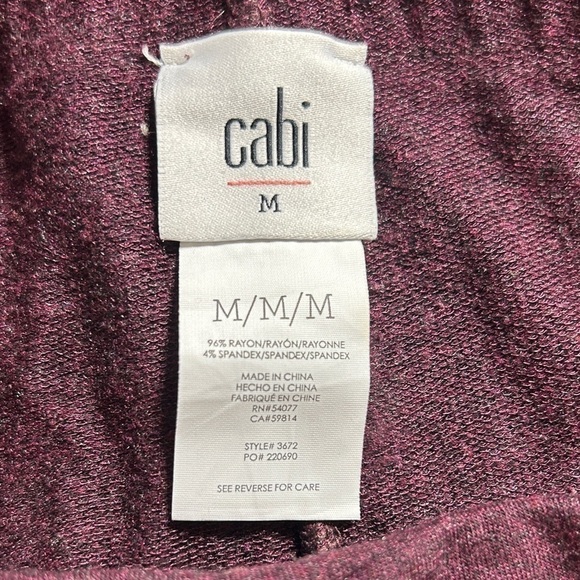 cabi
M
M/M/M
96% RAYON/RAYÓN/RAYONNE
4% SPANDEX/SPANDEX/SPANDEX
MADE IN CHINA
HECHO EN CHINA
FABRIQUÉ EN CHINE
RN#54077
CA#59814
STYLE# 3672
PO# 220690
SEE REVERSE FOR CARE